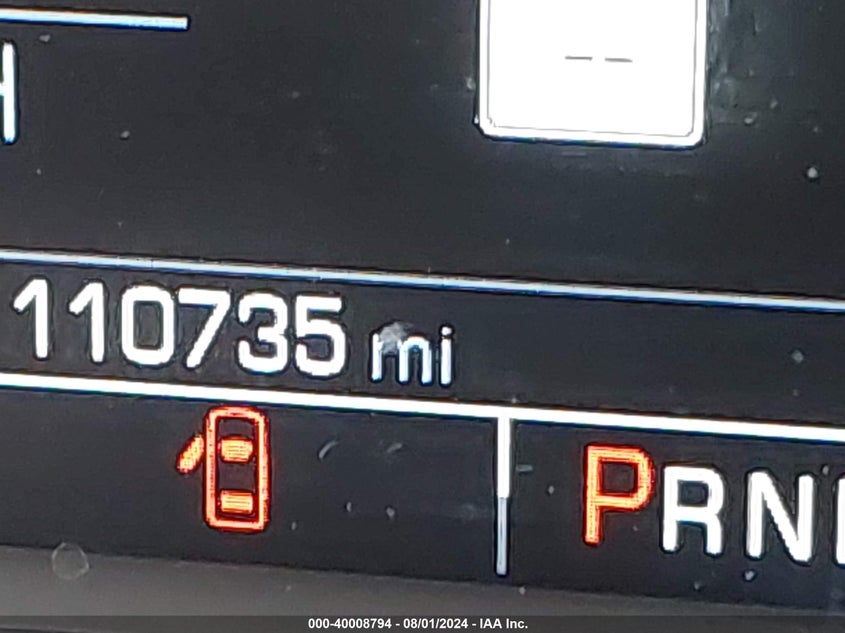 H
-- --
110735 mi
PRN
000-40008794 - 08/01/2024 - IAA Inc.